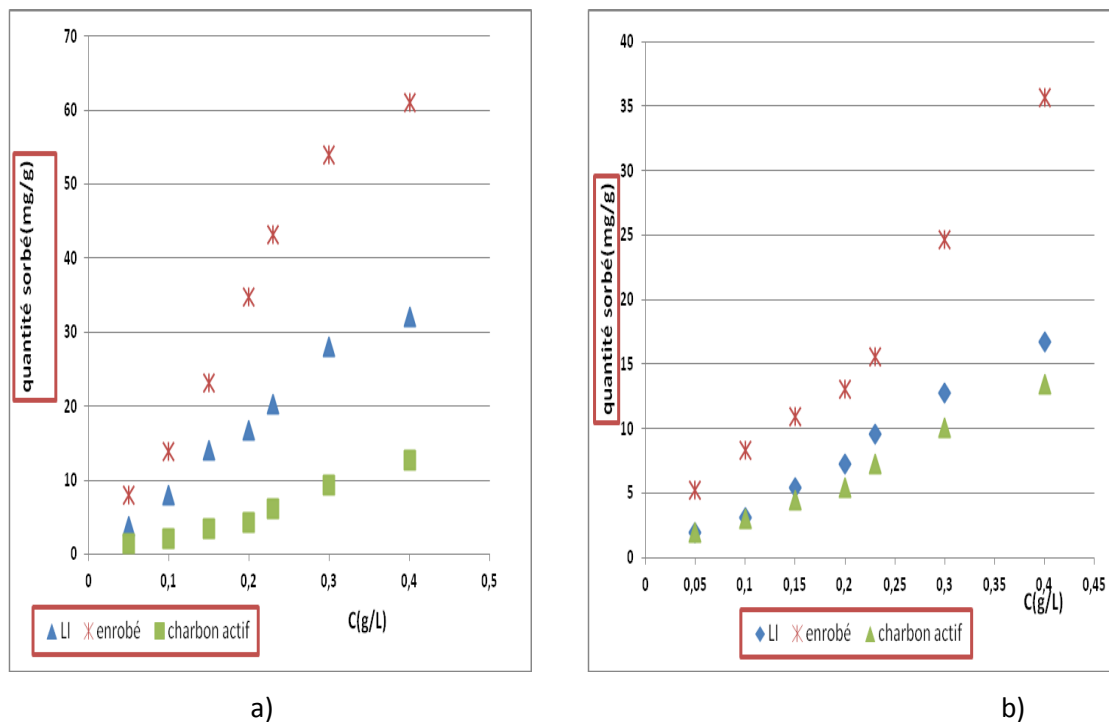 70
60
50
40
30
20
10
0
quantité sorbé(mg/g)
0 0,1 0,2 0,3 0,4 0,5
C(g/L)
LI enrobé charbon actif
a)
40
35
30
25
20
15
10
5
0
quantité sorbé(mg/g)
0 0,05 0,1 0,15 0,2 0,25 0,3 0,35 0,4 0,45
C(g/L)
LI enrobé charbon actif
b)